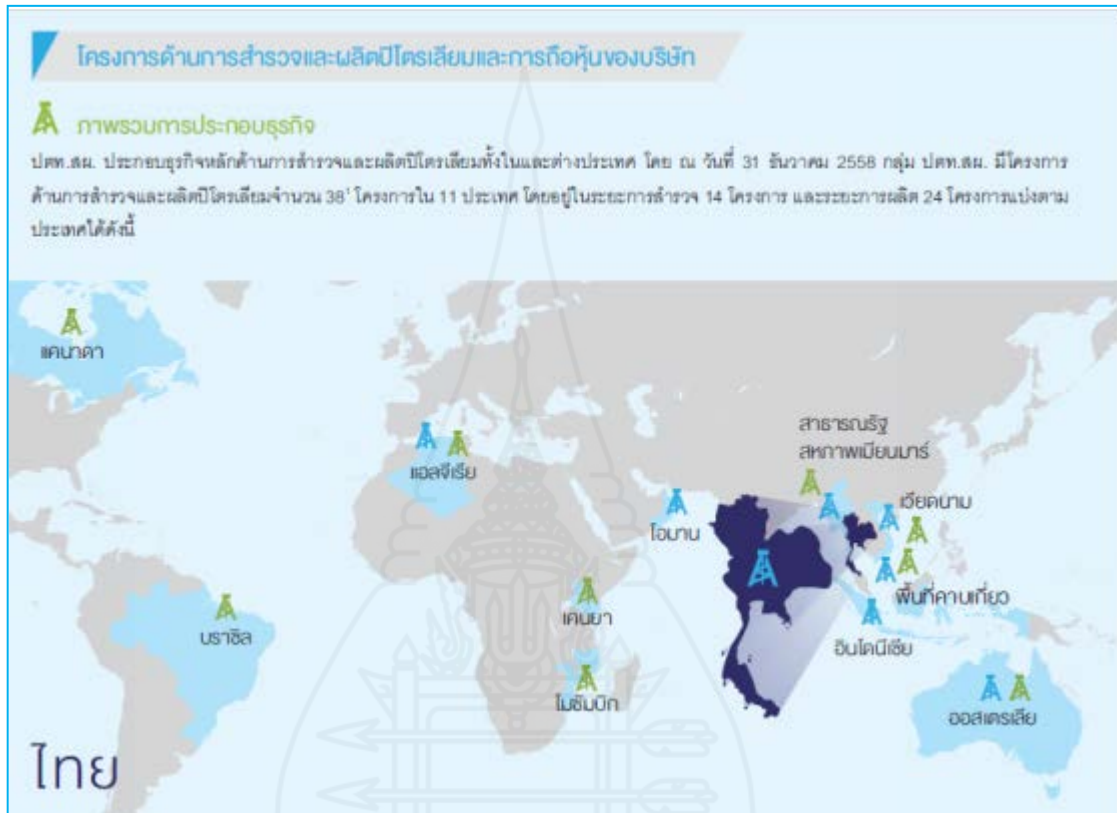 โครงการด้านการสำรวจและผลิตปิโตรเลียมและการถือหุ้นของบริษัท
ภาพรวมการประกอบธุรกิจ
ปตท.สผ. ประกอบธุรกิจหลักด้านการสำรวจและผลิตปิโตรเลียมทั้งในและต่างประเทศ โดย ณ วันที่ 31 ธันวาคม 2558 กลุ่ม ปตท.สผ. มีโครงการ
ด้านการสำรวจและผลิตปิโตรเลียมจำนวน 38¹ โครงการใน 11 ประเทศ โดยอยู่ในระยะการสำรวจ 14 โครงการ และระยะการผลิต 24 โครงการแบ่งตาม
ประเทศได้ดังนี้
แคนาดา
สาธารณรัฐ
สหภาพเมียนมาร์
แอลจีเรีย
เวียดนาม
โอมาน
พื้นที่คาบเกี่ยว
เคนยา
บราซิล
อินโดนีเซีย
โมซัมบิก
ออสเตรเลีย
ไทย